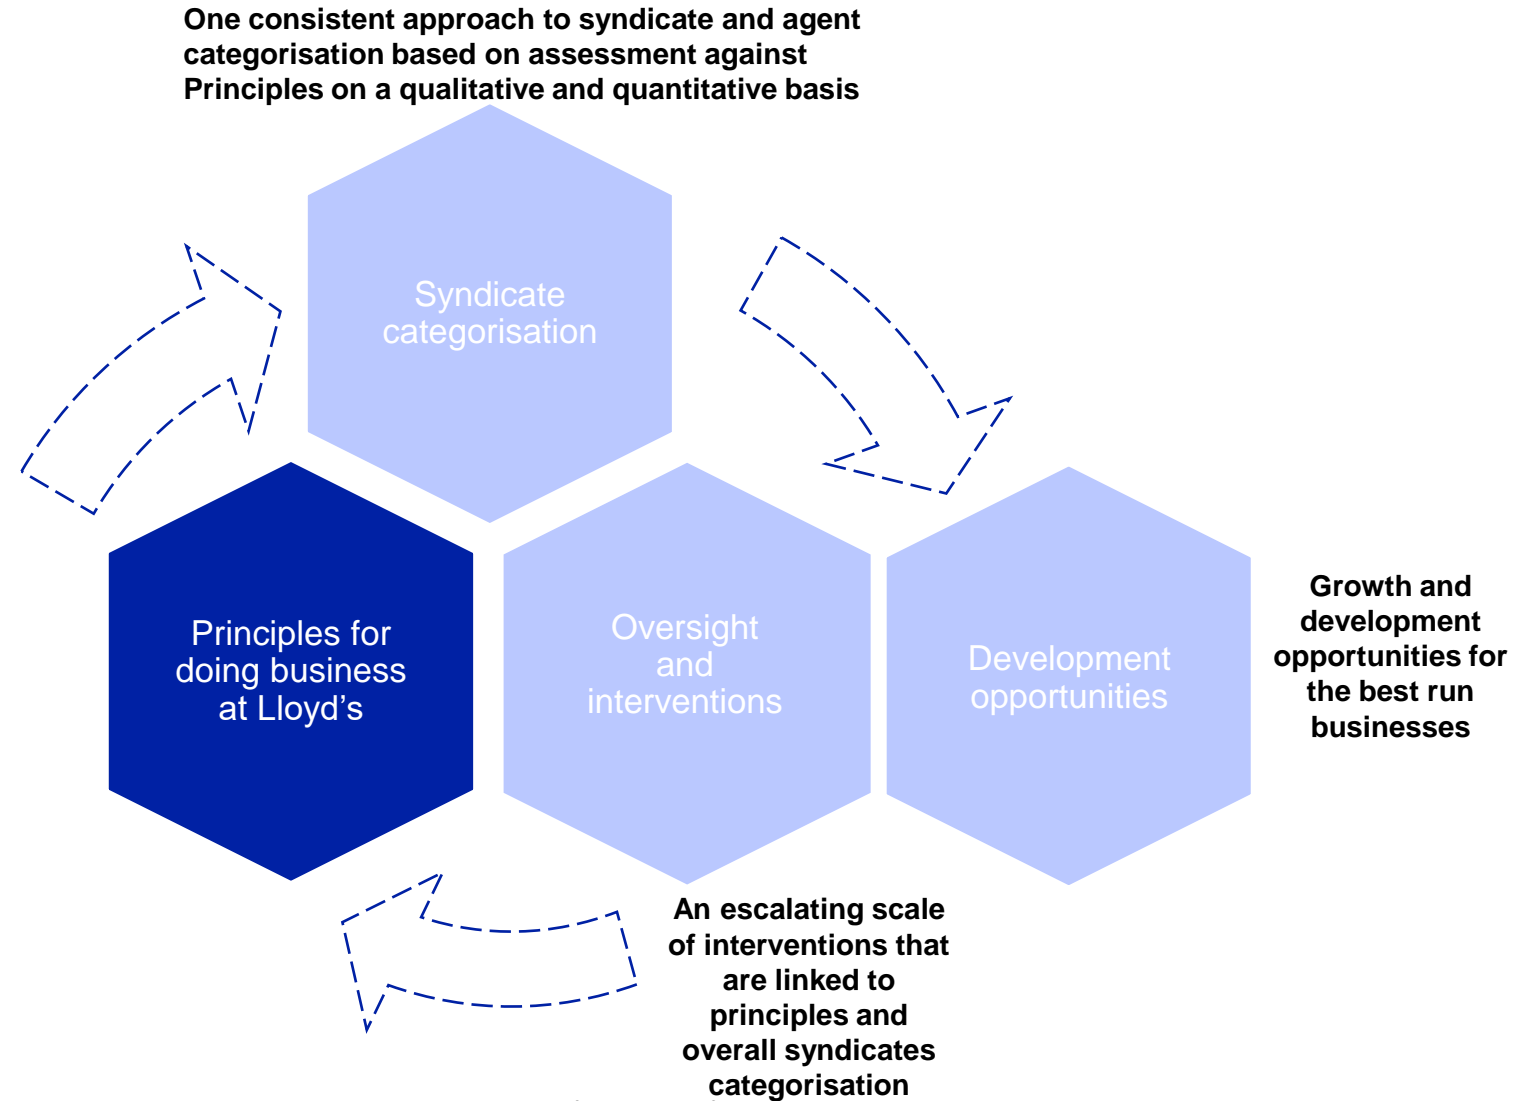 One consistent approach to syndicate and agent
categorisation based on assessment against
Principles on a qualitative and quantitative basis
Syndicate
categorisation
Principles for
doing business
at Lloyd's
Oversight
and
interventions
Development
opportunities
Growth and
development
opportunities for
the best run
businesses
An escalating scale
of interventions that
are linked to
principles and
overall syndicates
categorisation